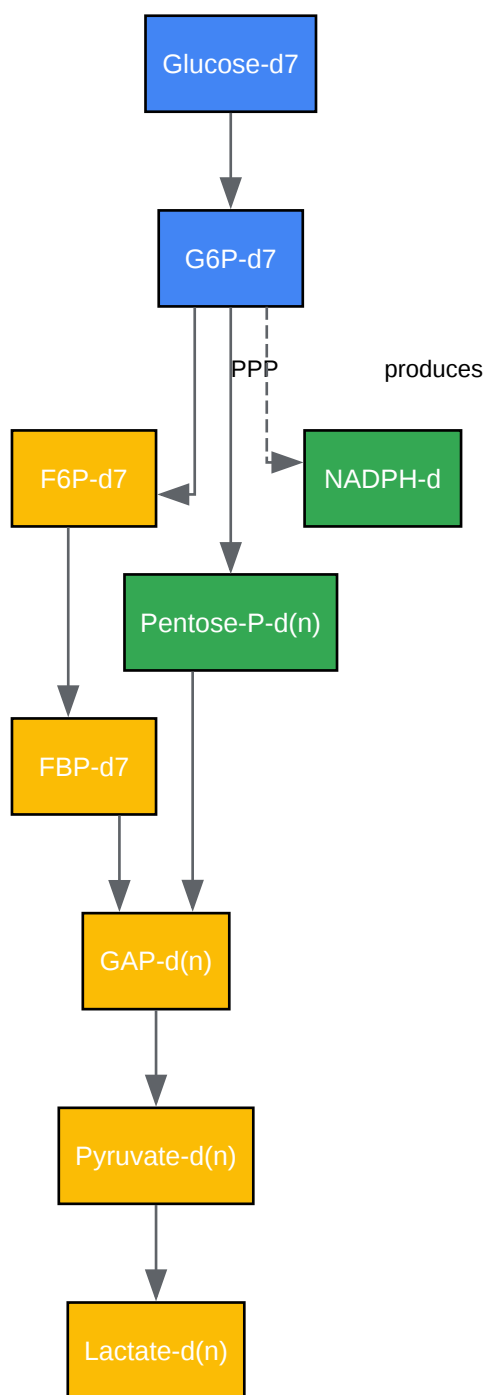 Glucose-d7
G6P-d7
PPP
produces
F6P-d7
NADPH-d
Pentose-P-d(n)
FBP-d7
GAP-d(n)
Pyruvate-d(n)
Lactate-d(n)